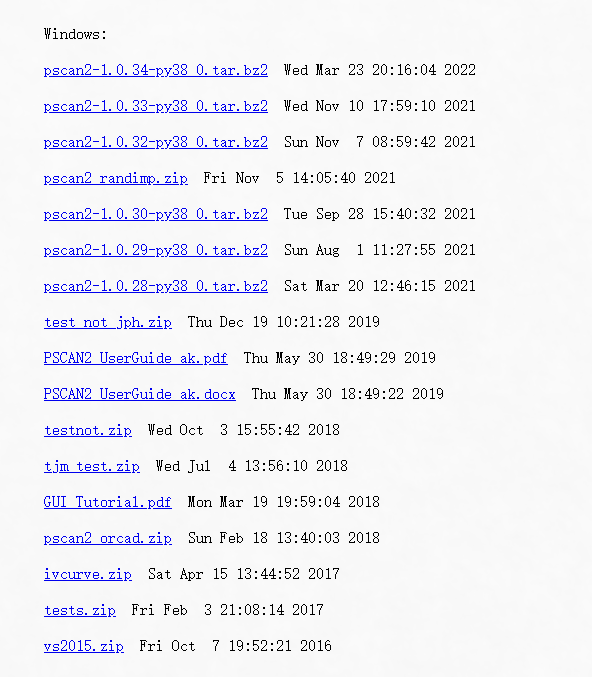 Windows:
pscan2-1.0.34-py38_0.tar.bz2  Wed Mar 23 20:16:04 2022
pscan2-1.0.33-py38_0.tar.bz2  Wed Nov 10 17:59:10 2021
pscan2-1.0.32-py38_0.tar.bz2  Sun Nov  7 08:59:42 2021
pscan2_randimp.zip  Fri Nov  5 14:05:40 2021
pscan2-1.0.30-py38_0.tar.bz2  Tue Sep 28 15:40:32 2021
pscan2-1.0.29-py38_0.tar.bz2  Sun Aug  1 11:27:55 2021
pscan2-1.0.28-py38_0.tar.bz2  Sat Mar 20 12:46:15 2021
test_not_jph.zip  Thu Dec 19 10:21:28 2019
PSCAN2_UserGuide_ak.pdf  Thu May 30 18:49:29 2019
PSCAN2_UserGuide_ak.docx  Thu May 30 18:49:22 2019
testnot.zip  Wed Oct  3 15:55:42 2018
tjm_test.zip  Wed Jul  4 13:56:10 2018
GUI_Tutorial.pdf  Mon Mar 19 19:59:04 2018
pscan2_orcad.zip  Sun Feb 18 13:40:03 2018
ivcurve.zip  Sat Apr 15 13:44:52 2017
tests.zip  Fri Feb  3 21:08:14 2017
vs2015.zip  Fri Oct  7 19:52:21 2016